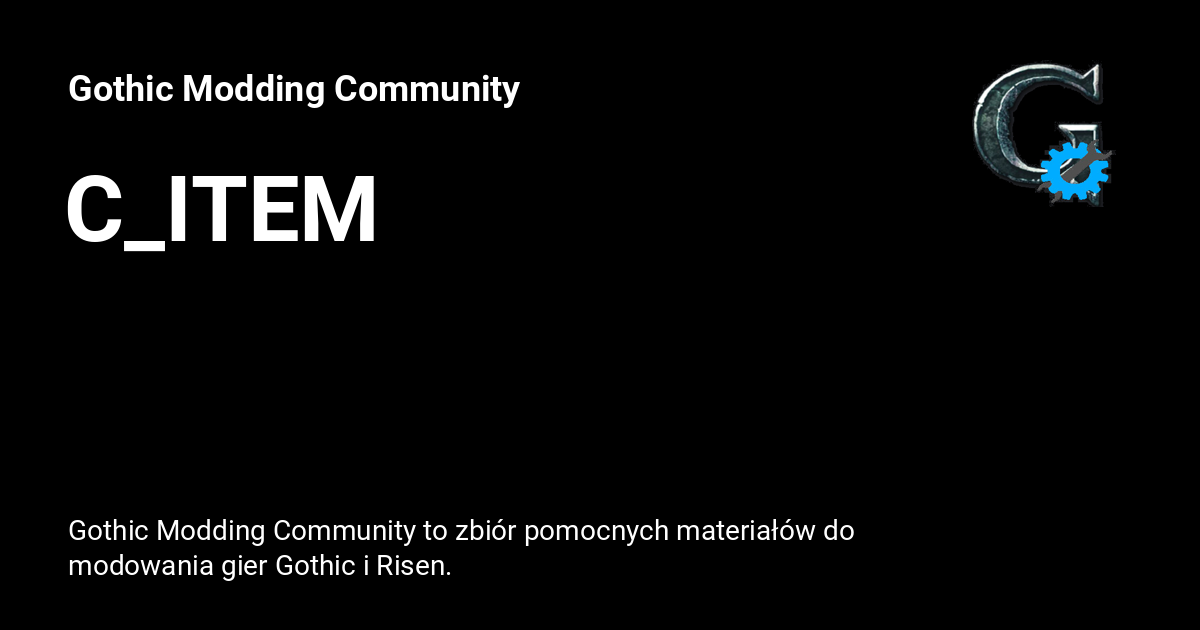 Gothic Modding Community
C_ITEM
Gothic Modding Community to zbiór pomocnych materiałów do
modowania gier Gothic i Risen.